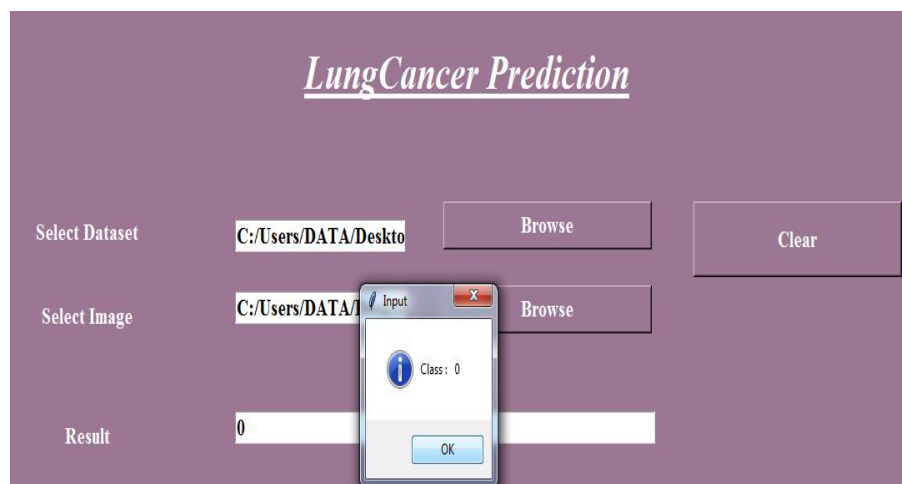 LungCancer Prediction
Select Dataset
C:/Users/DATA/Deskto
Browse
Clear
Select Image
C:/Users/DATA/
Browse
Input
x
Class : 0
OK
Result
0